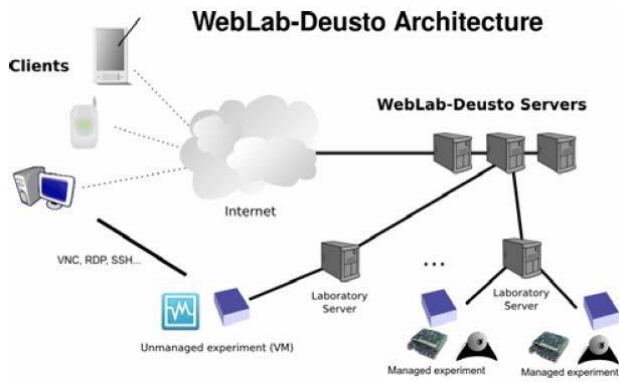 WebLab-Deusto Architecture
Clients
WebLab-Deusto Servers
Internet
VNC, RDP, SSH...
Laboratory
Server
...
Laboratory
Server
Unmanaged experiment (VM)
Managed experiment
Managed experiment